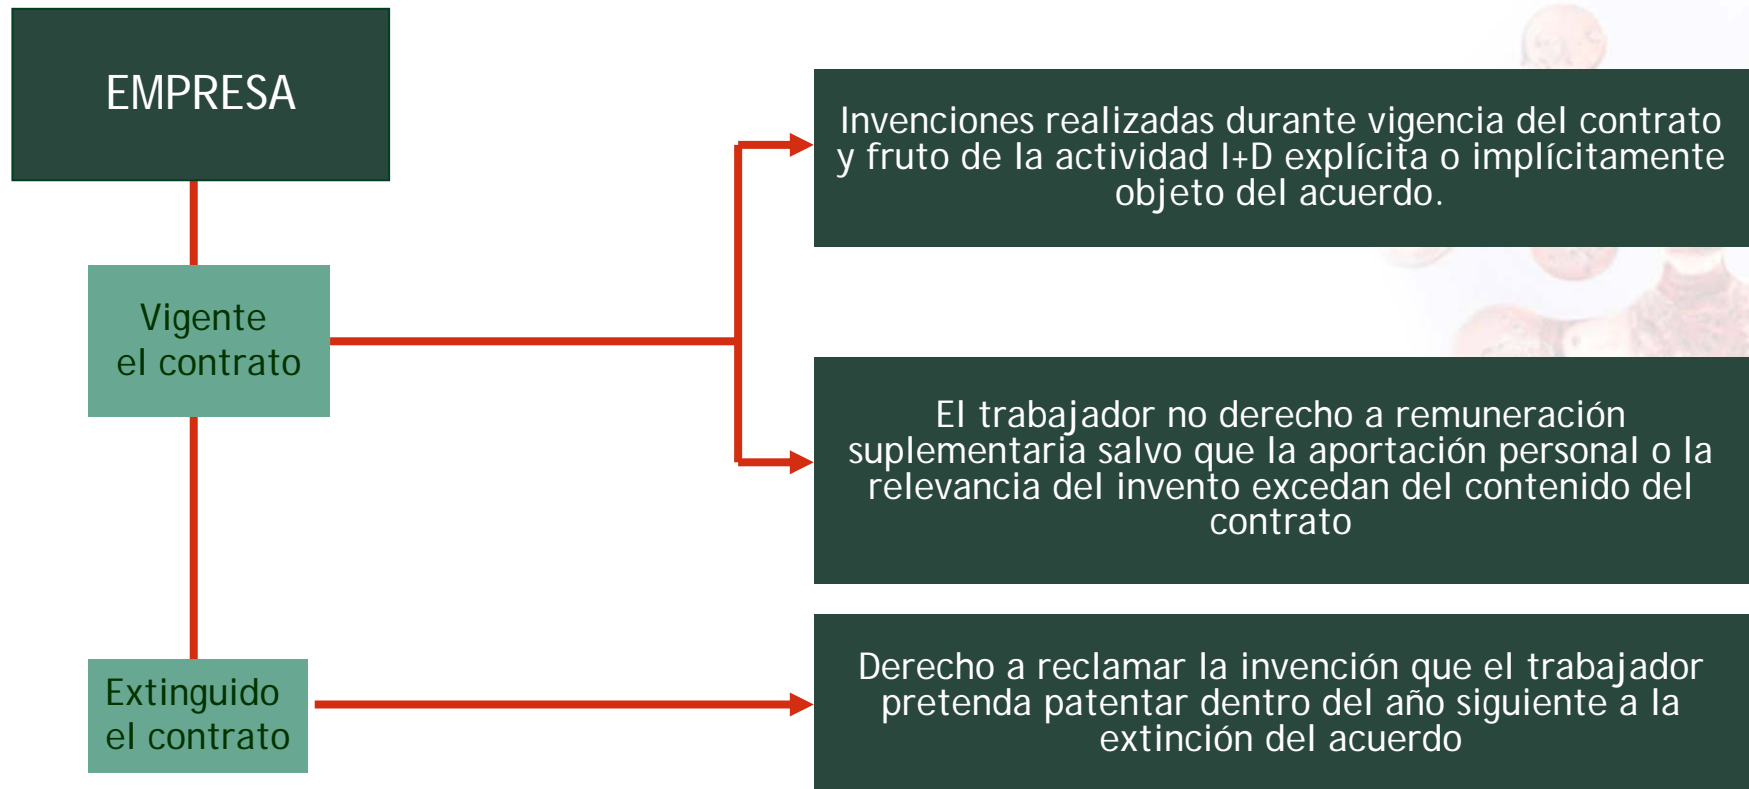 EMPRESA
Invenciones realizadas durante vigencia del contrato
y fruto de la actividad I+D explícita o implícitamente
objeto del acuerdo.
Vigente
el contrato
El trabajador no derecho a remuneración
suplementaria salvo que la aportación personal o la
relevancia del invento excedan del contenido del
contrato
Extinguido
el contrato
Derecho a reclamar la invención que el trabajador
pretenda patentar dentro del año siguiente a la
extinción del acuerdo